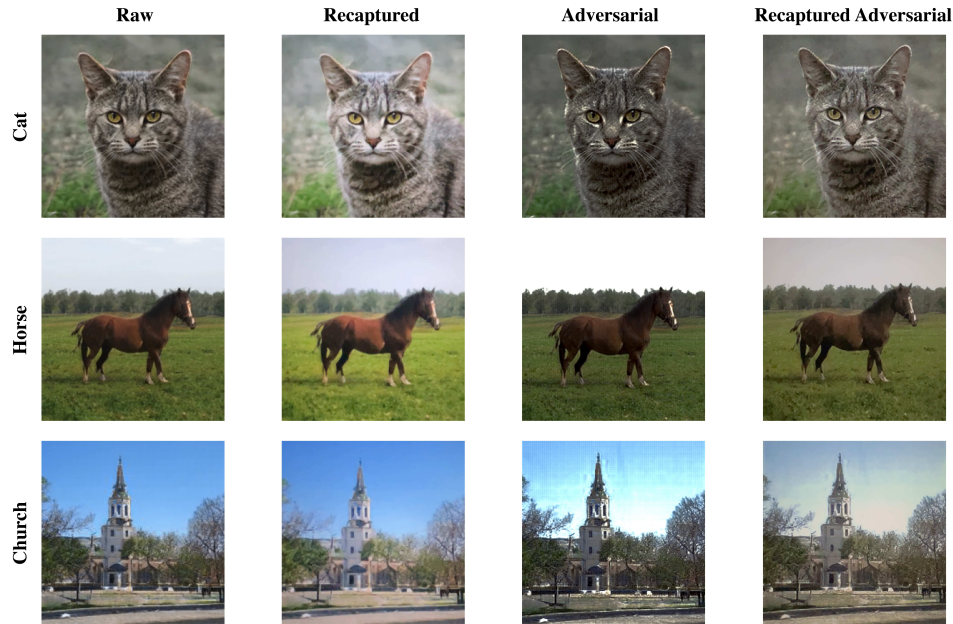 Raw
Recaptured
Adversarial
Recaptured Adversarial
Cat
Horse
Church